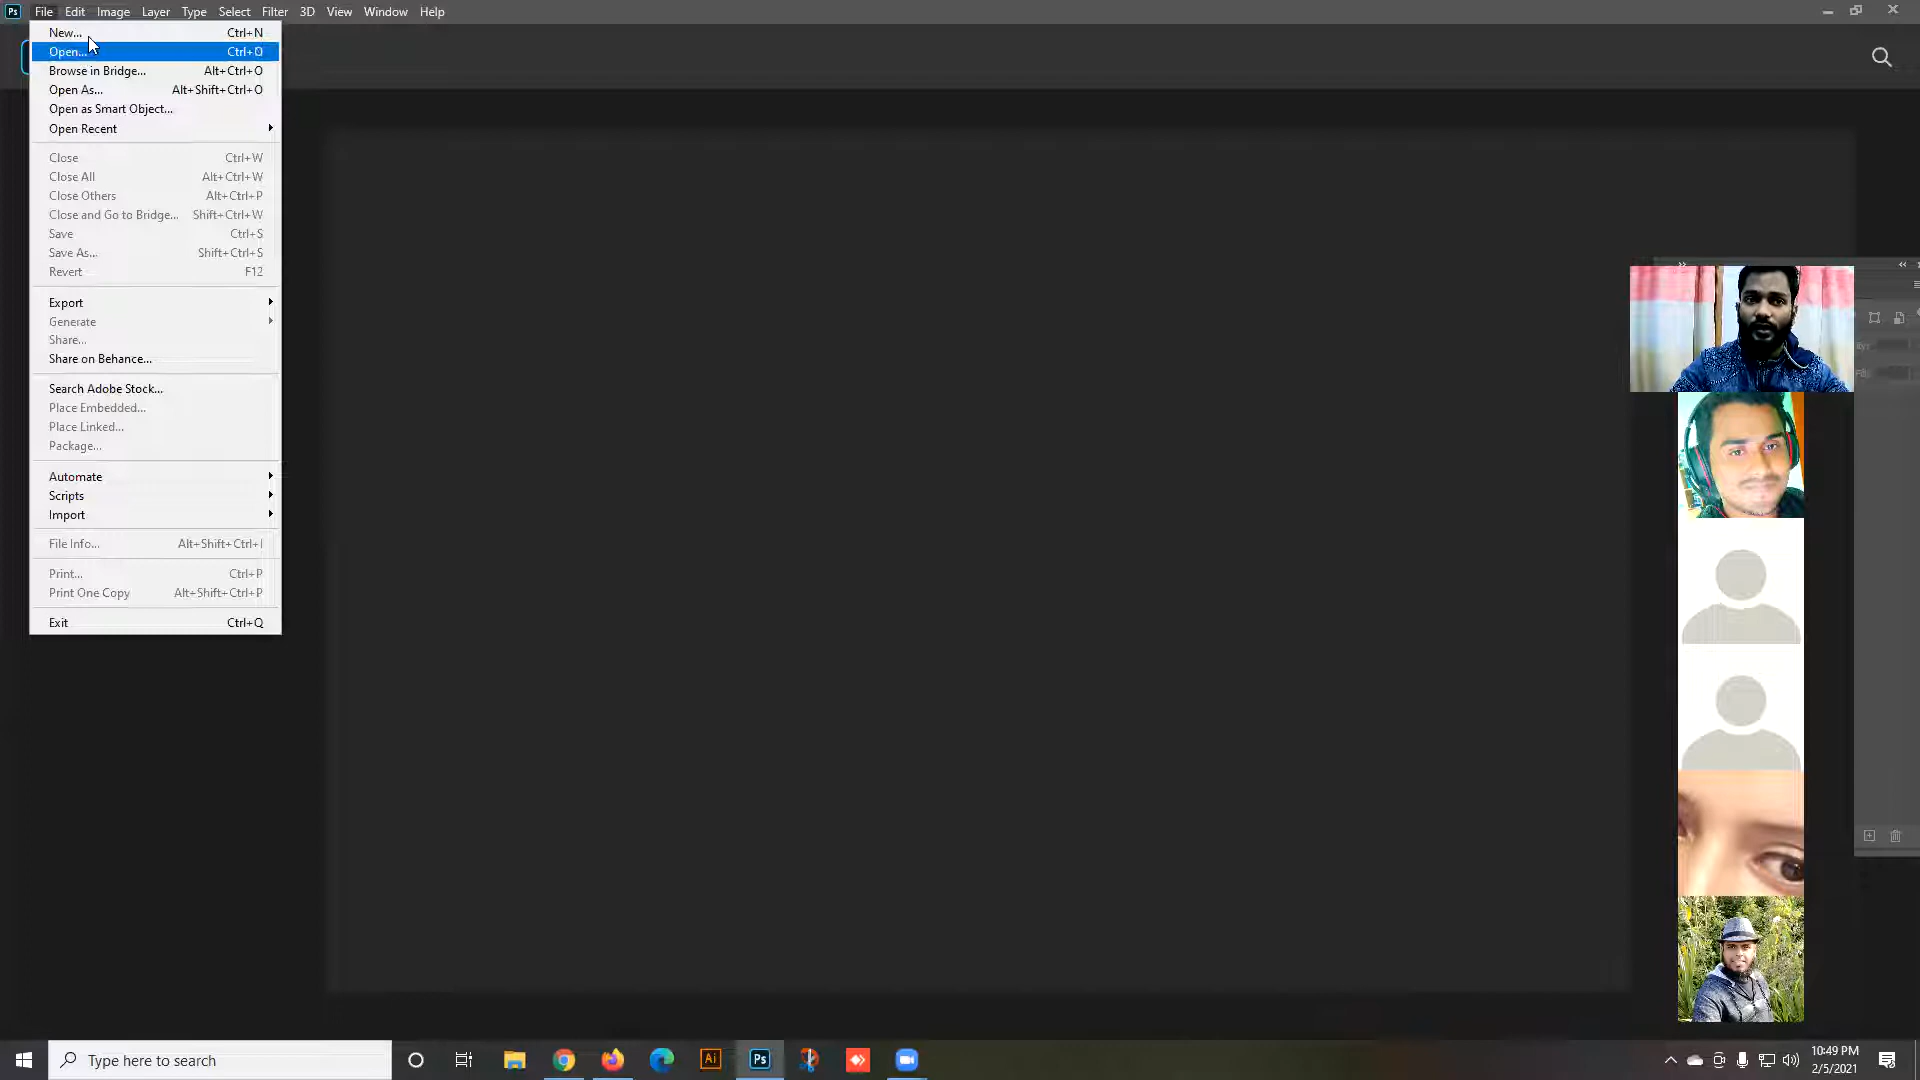 Ps File Edit Image Layer Type Select Filter 3D View Window Help
New... Ctrl+N
Open... Ctrl+O
Browse in Bridge... Alt+Ctrl+O
Open As... Alt+Shift+Ctrl+O
Open as Smart Object...
Open Recent
Close Ctrl+W
Close All Alt+Ctrl+W
Close Others Alt+Ctrl+P
Close and Go to Bridge... Shift+Ctrl+W
Save Ctrl+S
Save As... Shift+Ctrl+S
Revert F12
Export
Generate
Share...
Share on Behance...
Search Adobe Stock...
Place Embedded...
Place Linked...
Package...
Automate
Scripts
Import
File Info... Alt+Shift+Ctrl+I
Print... Ctrl+P
Print One Copy Alt+Shift+Ctrl+P
Exit Ctrl+Q
Type here to search
Ai
Ps
10:49 PM
2/5/2021